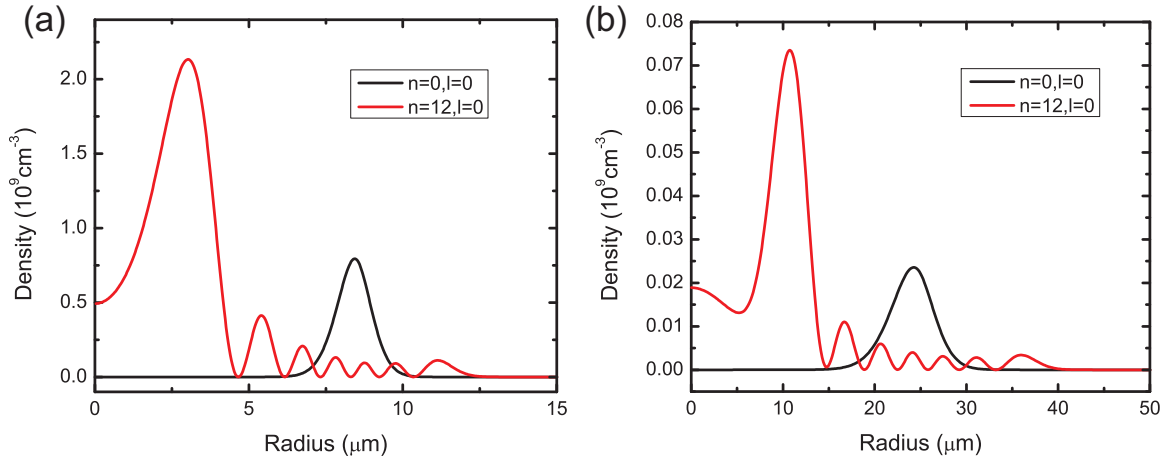 (a)
n=0,l=0
n=12,l=0
Density (10⁹cm⁻³)
2.0
1.5
1.0
0.5
0.0
0
5
10
15
Radius (μm)
(b)
n=0,l=0
n=12,l=0
Density (10⁹cm⁻³)
0.08
0.07
0.06
0.05
0.04
0.03
0.02
0.01
0.00
0
10
20
30
40
50
Radius (μm)